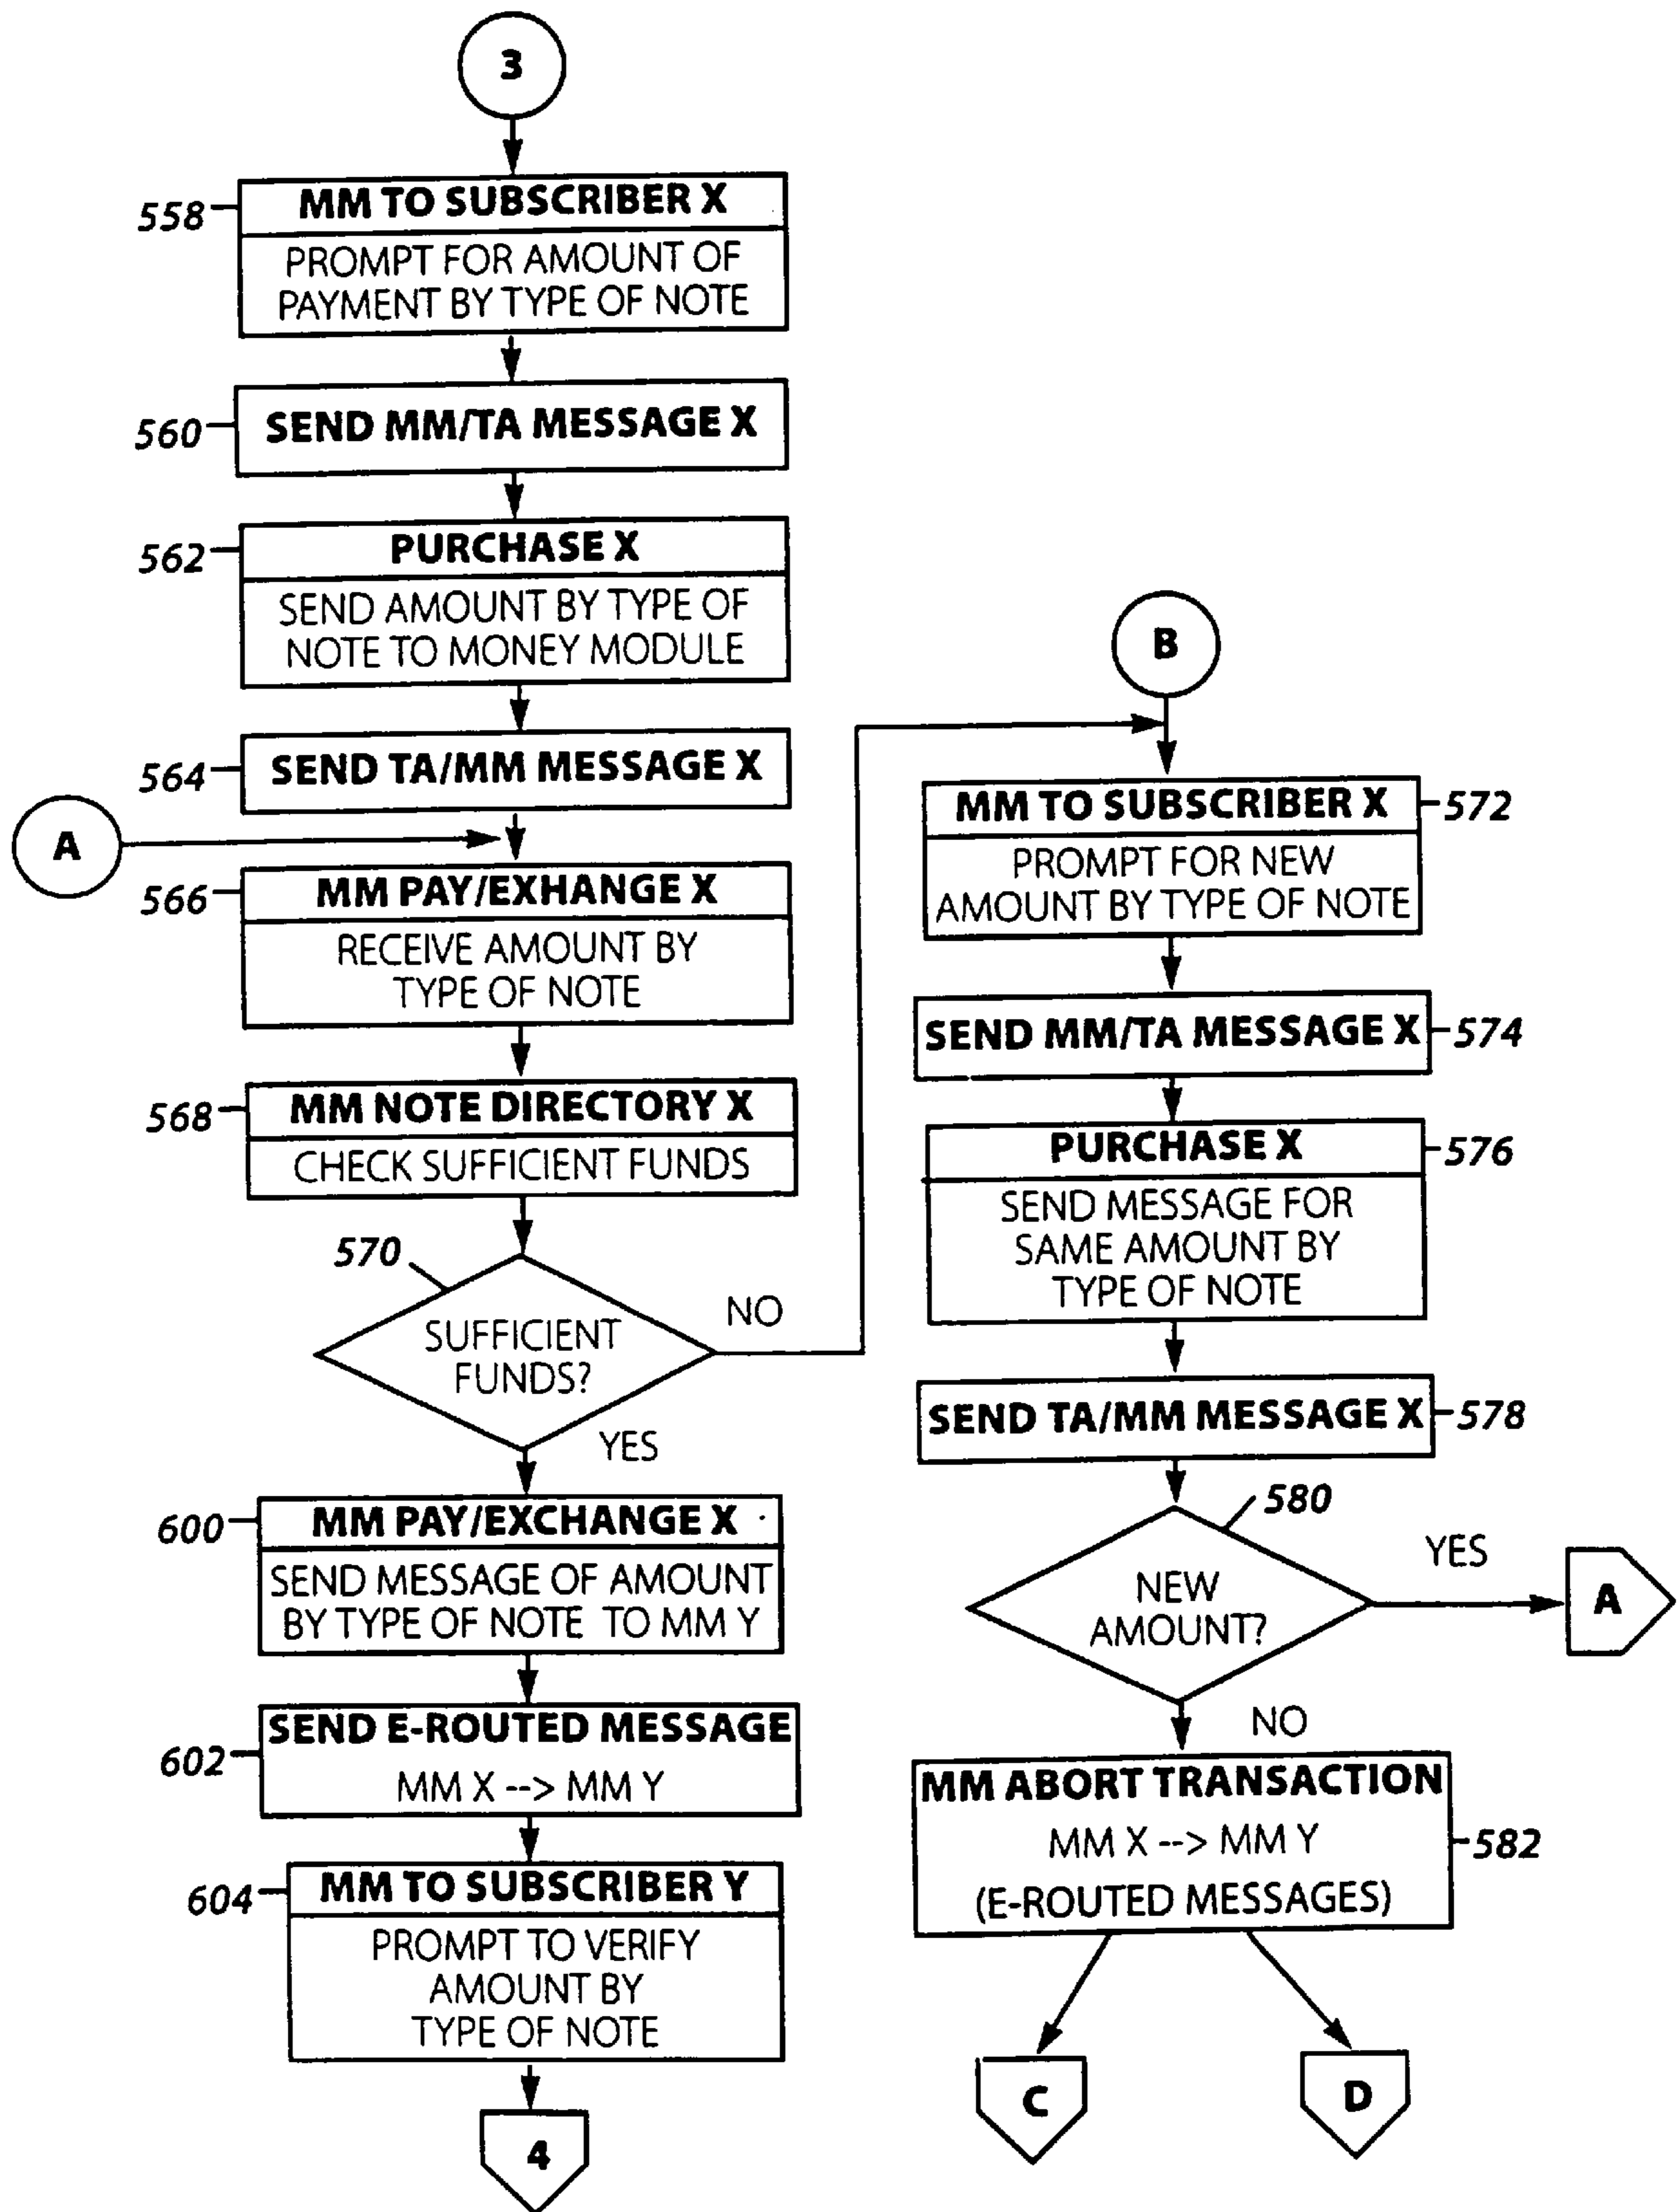 3
558
MM TO SUBSCRIBER X
PROMPT FOR AMOUNT OF
PAYMENT BY TYPE OF NOTE
560
SEND MM/TA MESSAGE X
562
PURCHASE X
SEND AMOUNT BY TYPE OF
NOTE TO MONEY MODULE
564
SEND TA/MM MESSAGE X
A
566
MM PAY/EXHANGE X
RECEIVE AMOUNT BY
TYPE OF NOTE
568
MM NOTE DIRECTORY X
CHECK SUFFICIENT FUNDS
570
SUFFICIENT
FUNDS?
NO
YES
600
MM PAY/EXCHANGE X
SEND MESSAGE OF AMOUNT
BY TYPE OF NOTE TO MM Y
602
SEND E-ROUTED MESSAGE
MM X --> MM Y
604
MM TO SUBSCRIBER Y
PROMPT TO VERIFY
AMOUNT BY
TYPE OF NOTE
4
B
MM TO SUBSCRIBER X
572
PROMPT FOR NEW
AMOUNT BY TYPE OF NOTE
SEND MM/TA MESSAGE X
574
PURCHASE X
576
SEND MESSAGE FOR
SAME AMOUNT BY
TYPE OF NOTE
SEND TA/MM MESSAGE X
578
580
NEW
AMOUNT?
YES
A
NO
MM ABORT TRANSACTION
MM X --> MM Y
582
(E-ROUTED MESSAGES)
C
D